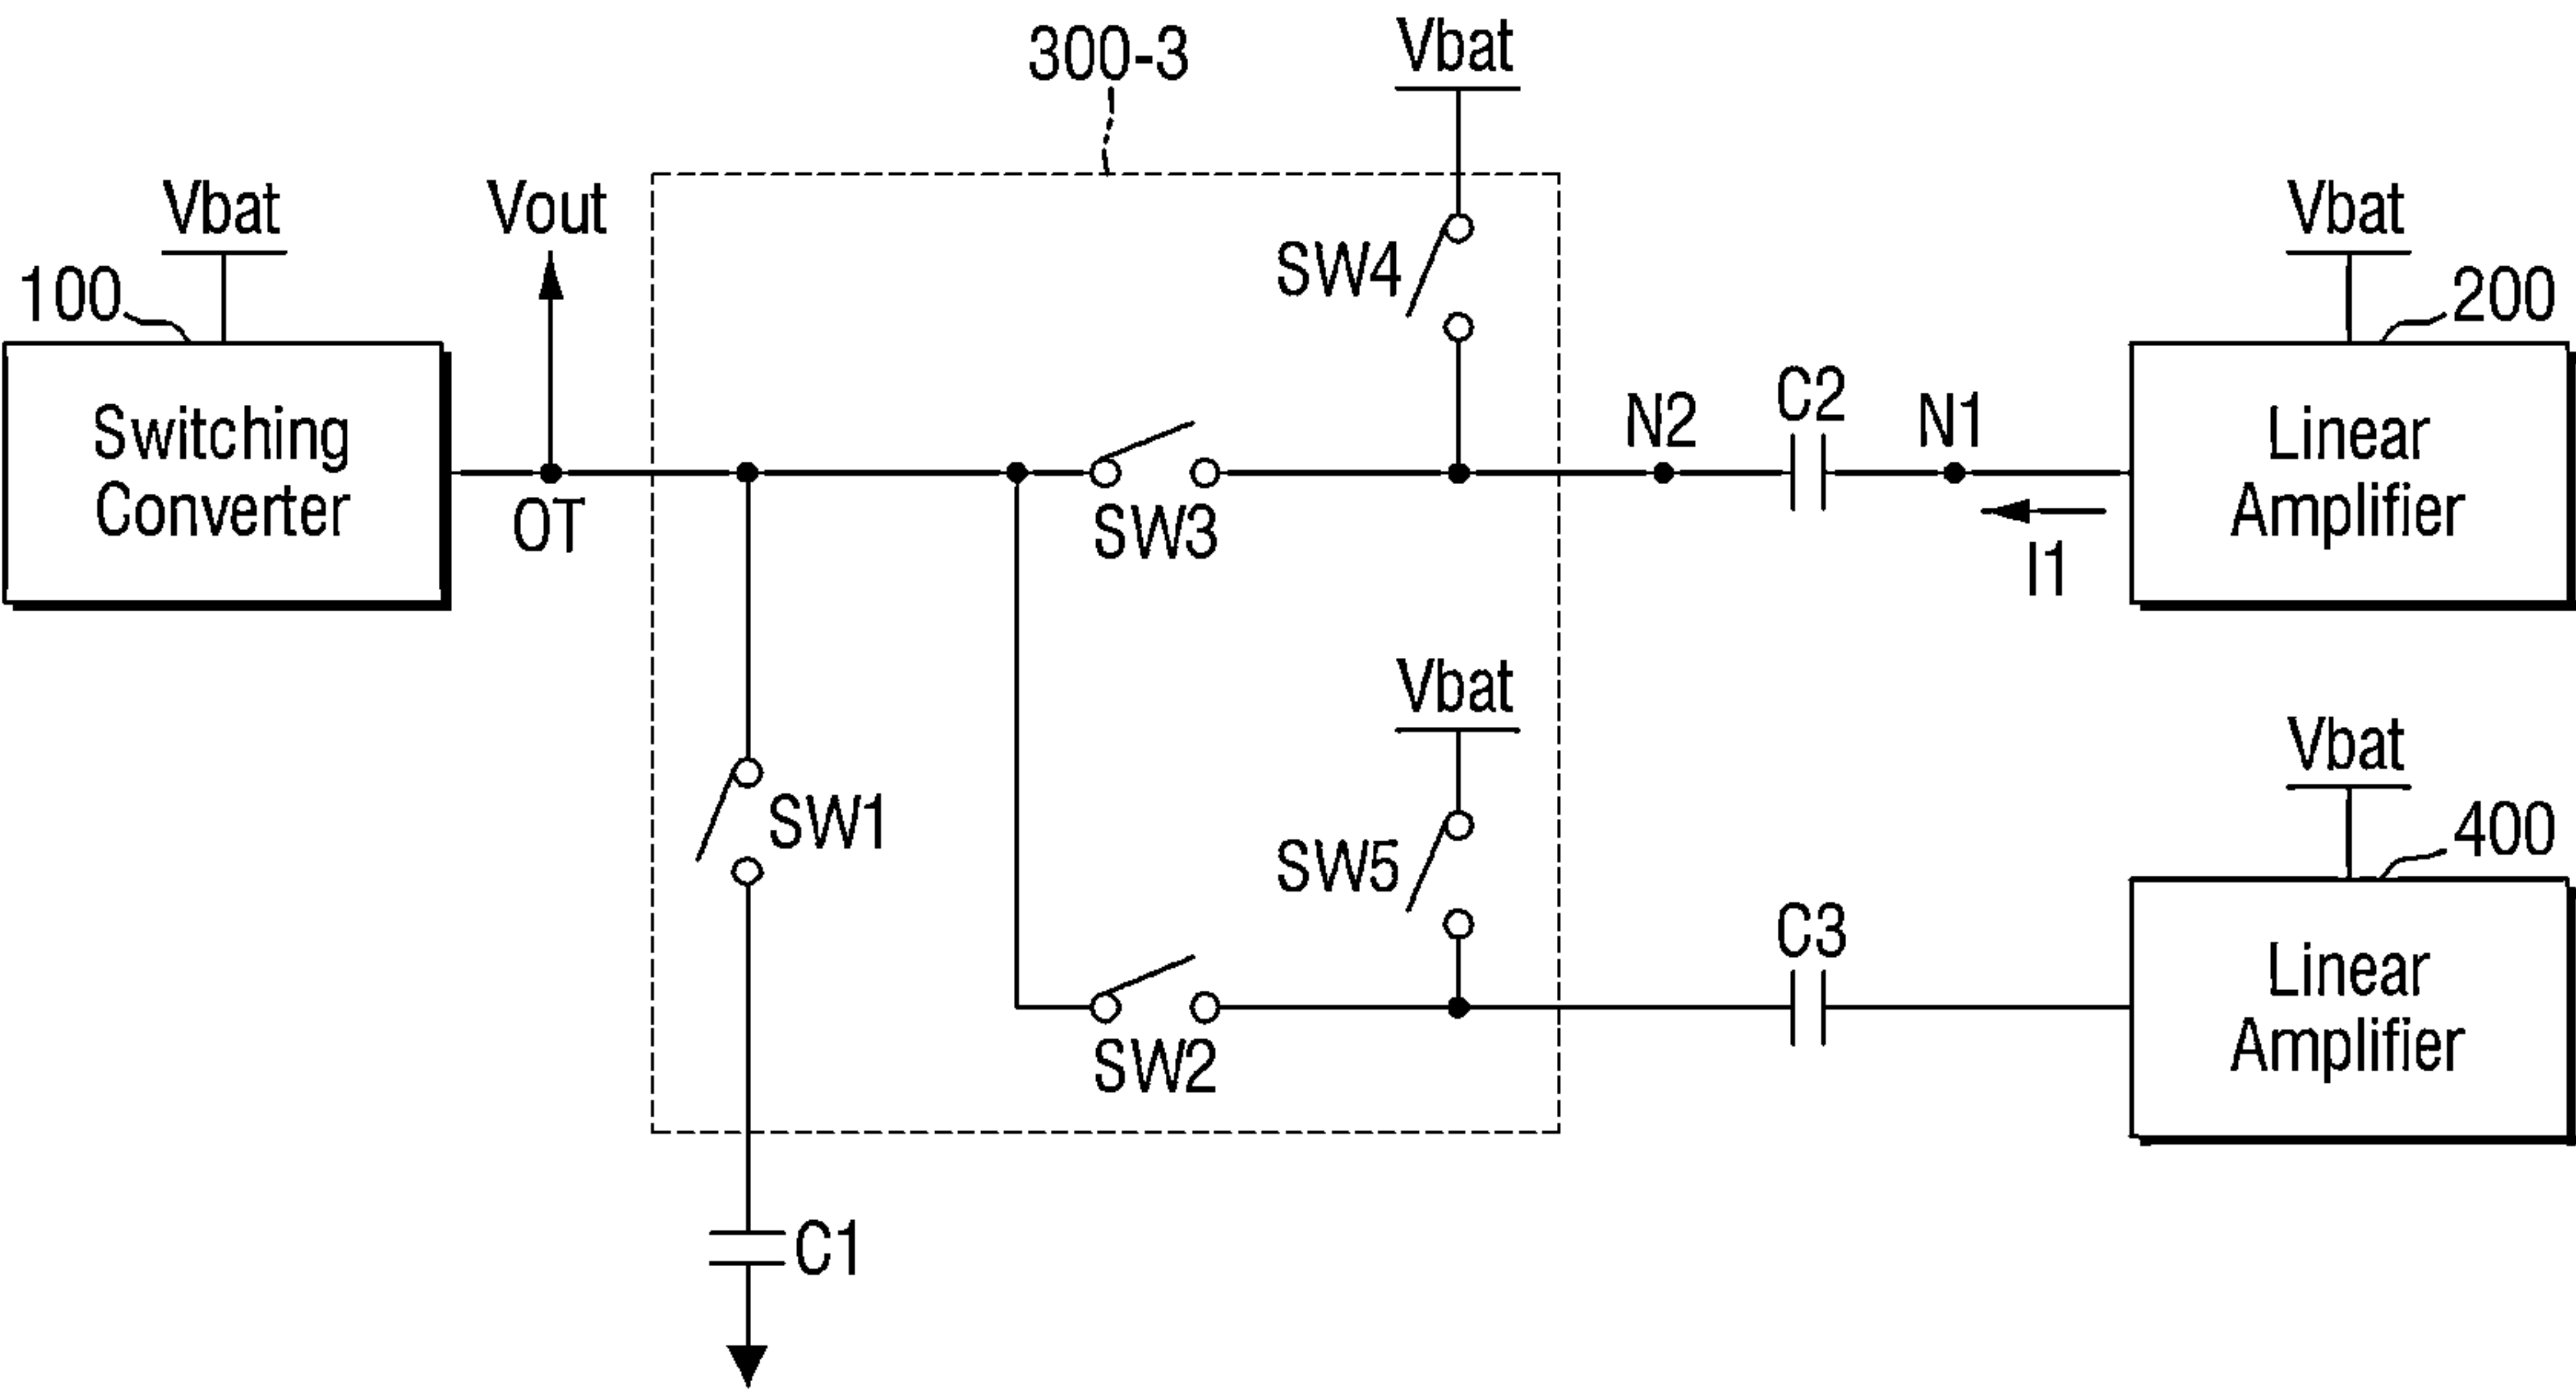 300-3
Vbat
Vbat
Vout
Vbat
100
SW4
200
Switching
Converter
OT
SW3
N2
C2
N1
I1
Linear
Amplifier
Vbat
Vbat
SW1
SW5
400
C3
SW2
Linear
Amplifier
C1